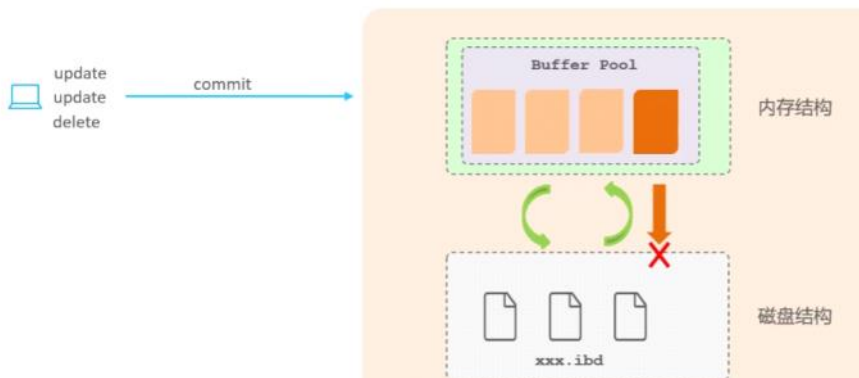 update
update
delete
commit
Buffer Pool
内存结构
xxx.ibd
磁盘结构